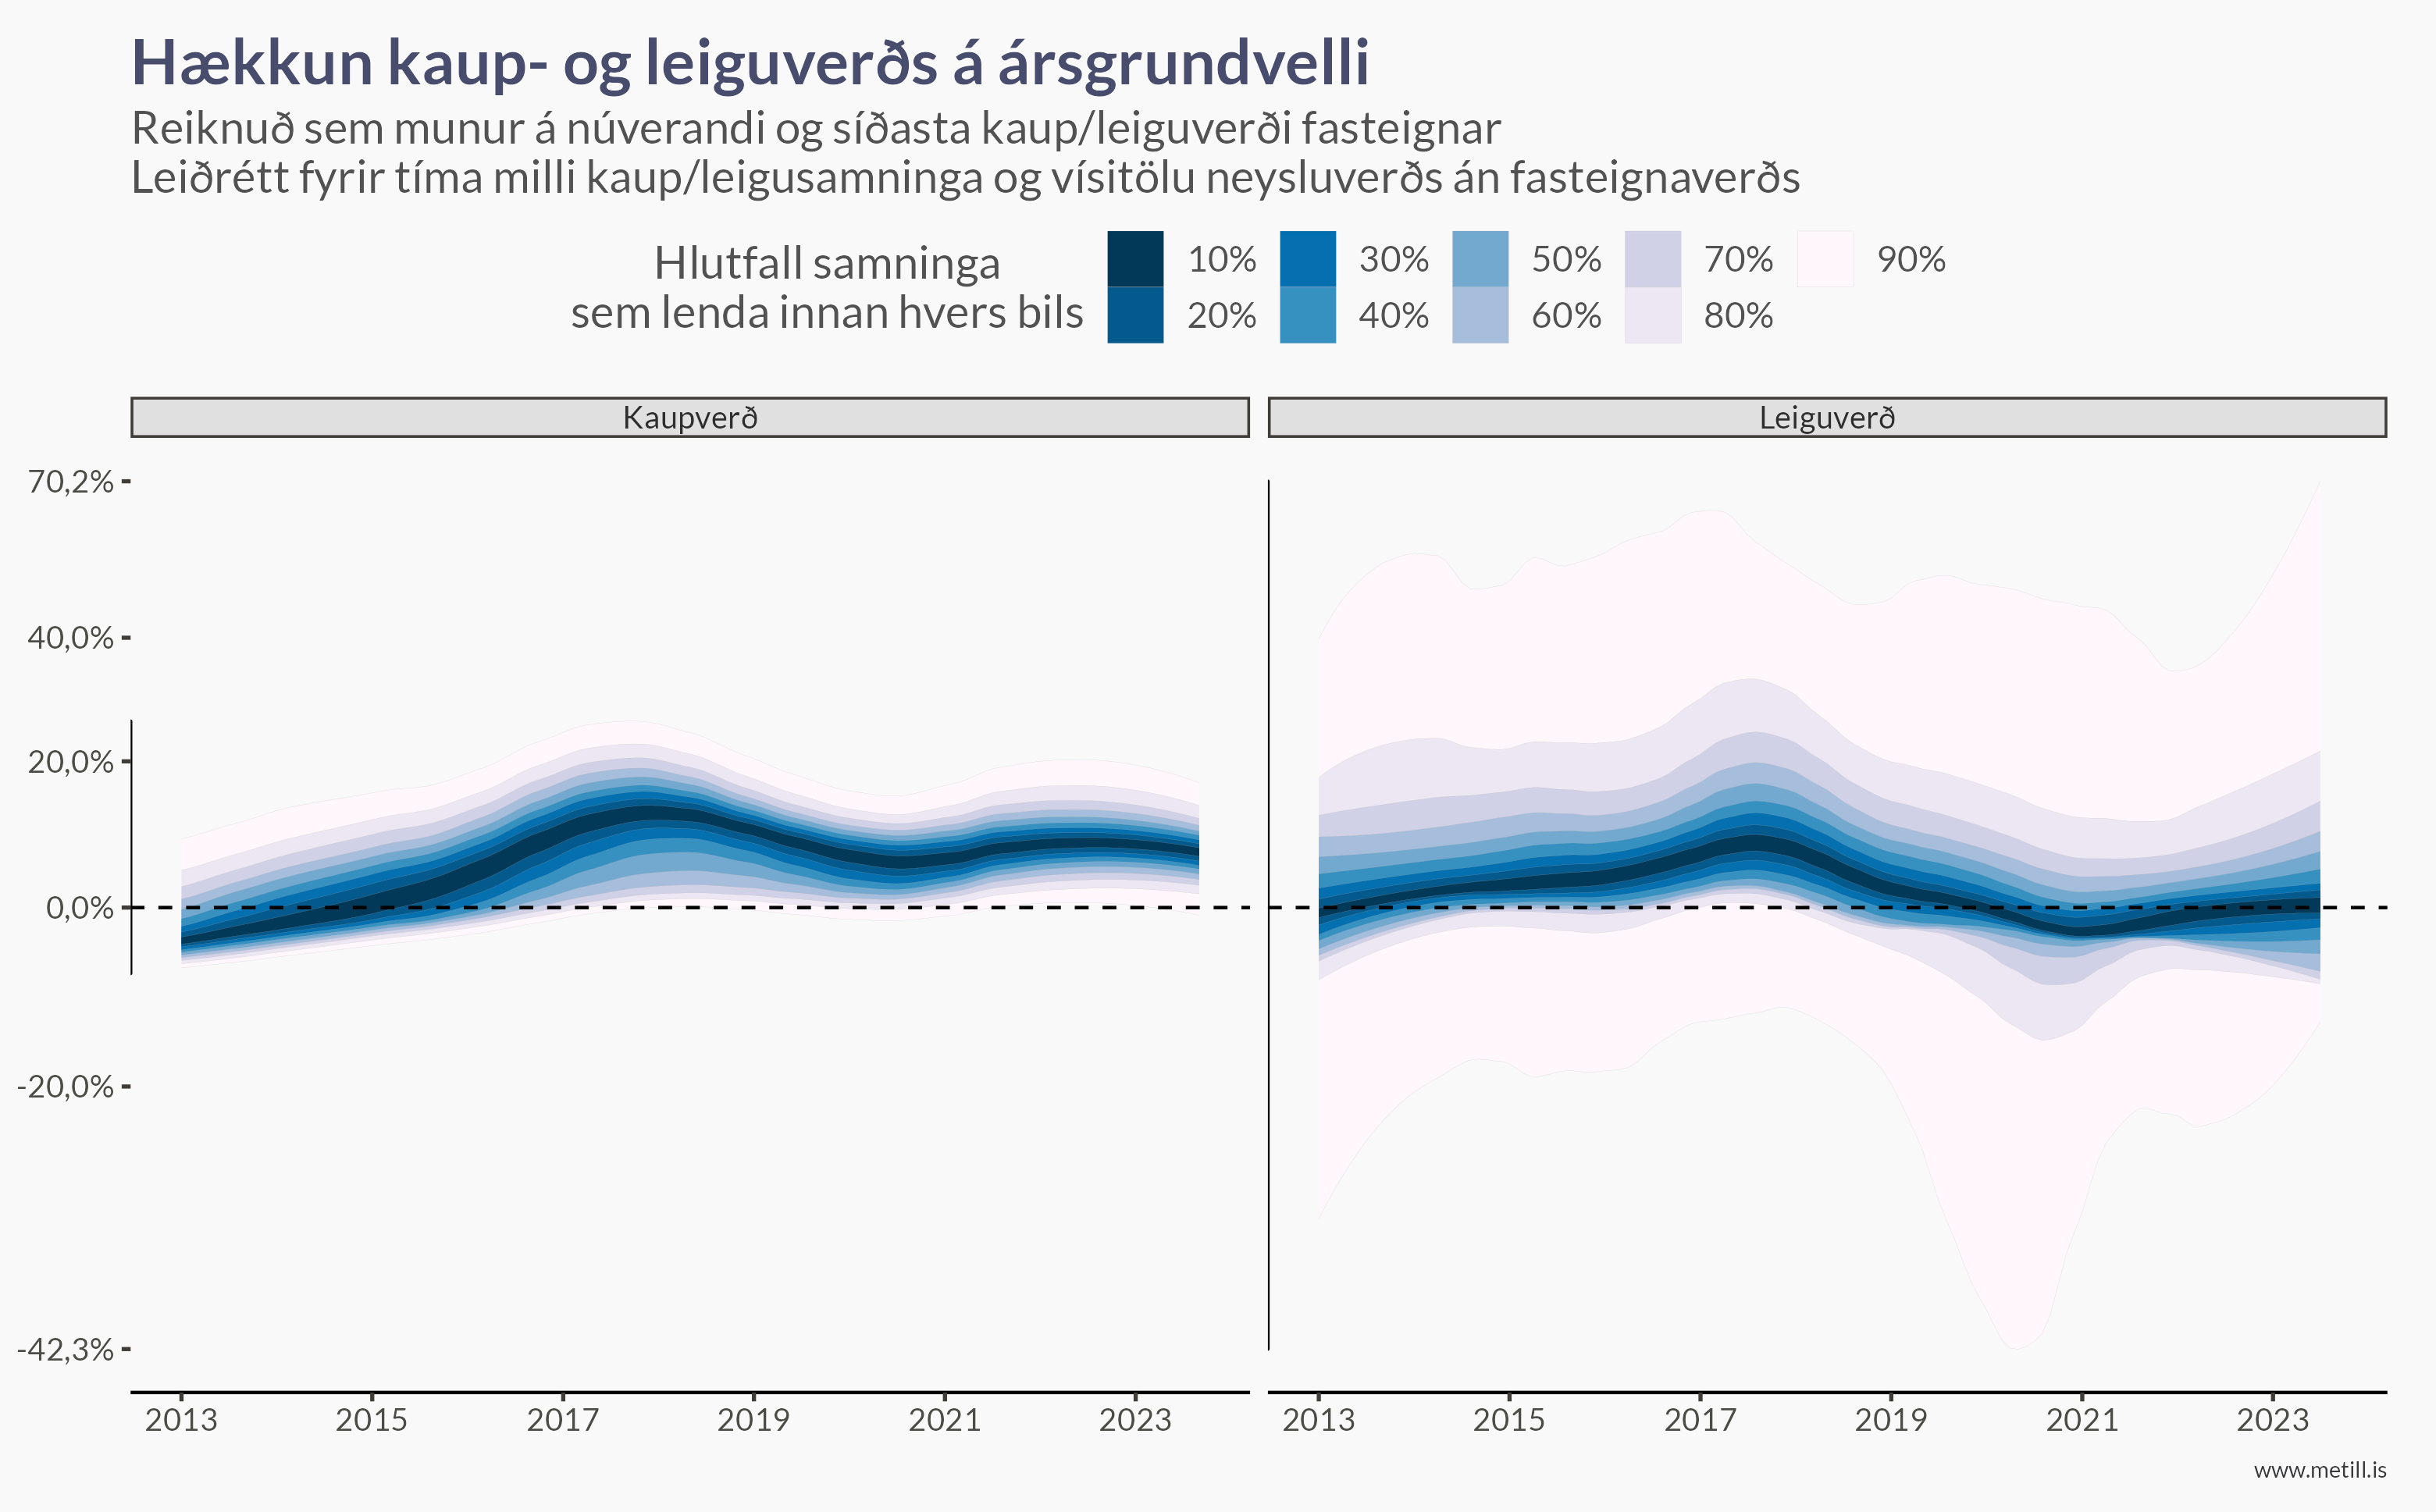 Hækkun kaup- og leiguverðs á ársgrundvelli
Reiknuð sem munur á núverandi og síðasta kaup/leiguverði fasteignar
Leiðrétt fyrir tíma milli kaup/leigusamninga og vísitölu neysluverðs án fasteignaverðs
Hlutfall samninga
sem lenda innan hvers bils
10% 30% 50% 70% 90%
20% 40% 60% 80%
Kaupverð
Leiguverð
70,2%
40,0%
20,0%
0,0%
-20,0%
-42,3%
2013 2015 2017 2019 2021 2023
2013 2015 2017 2019 2021 2023
www.metill.is